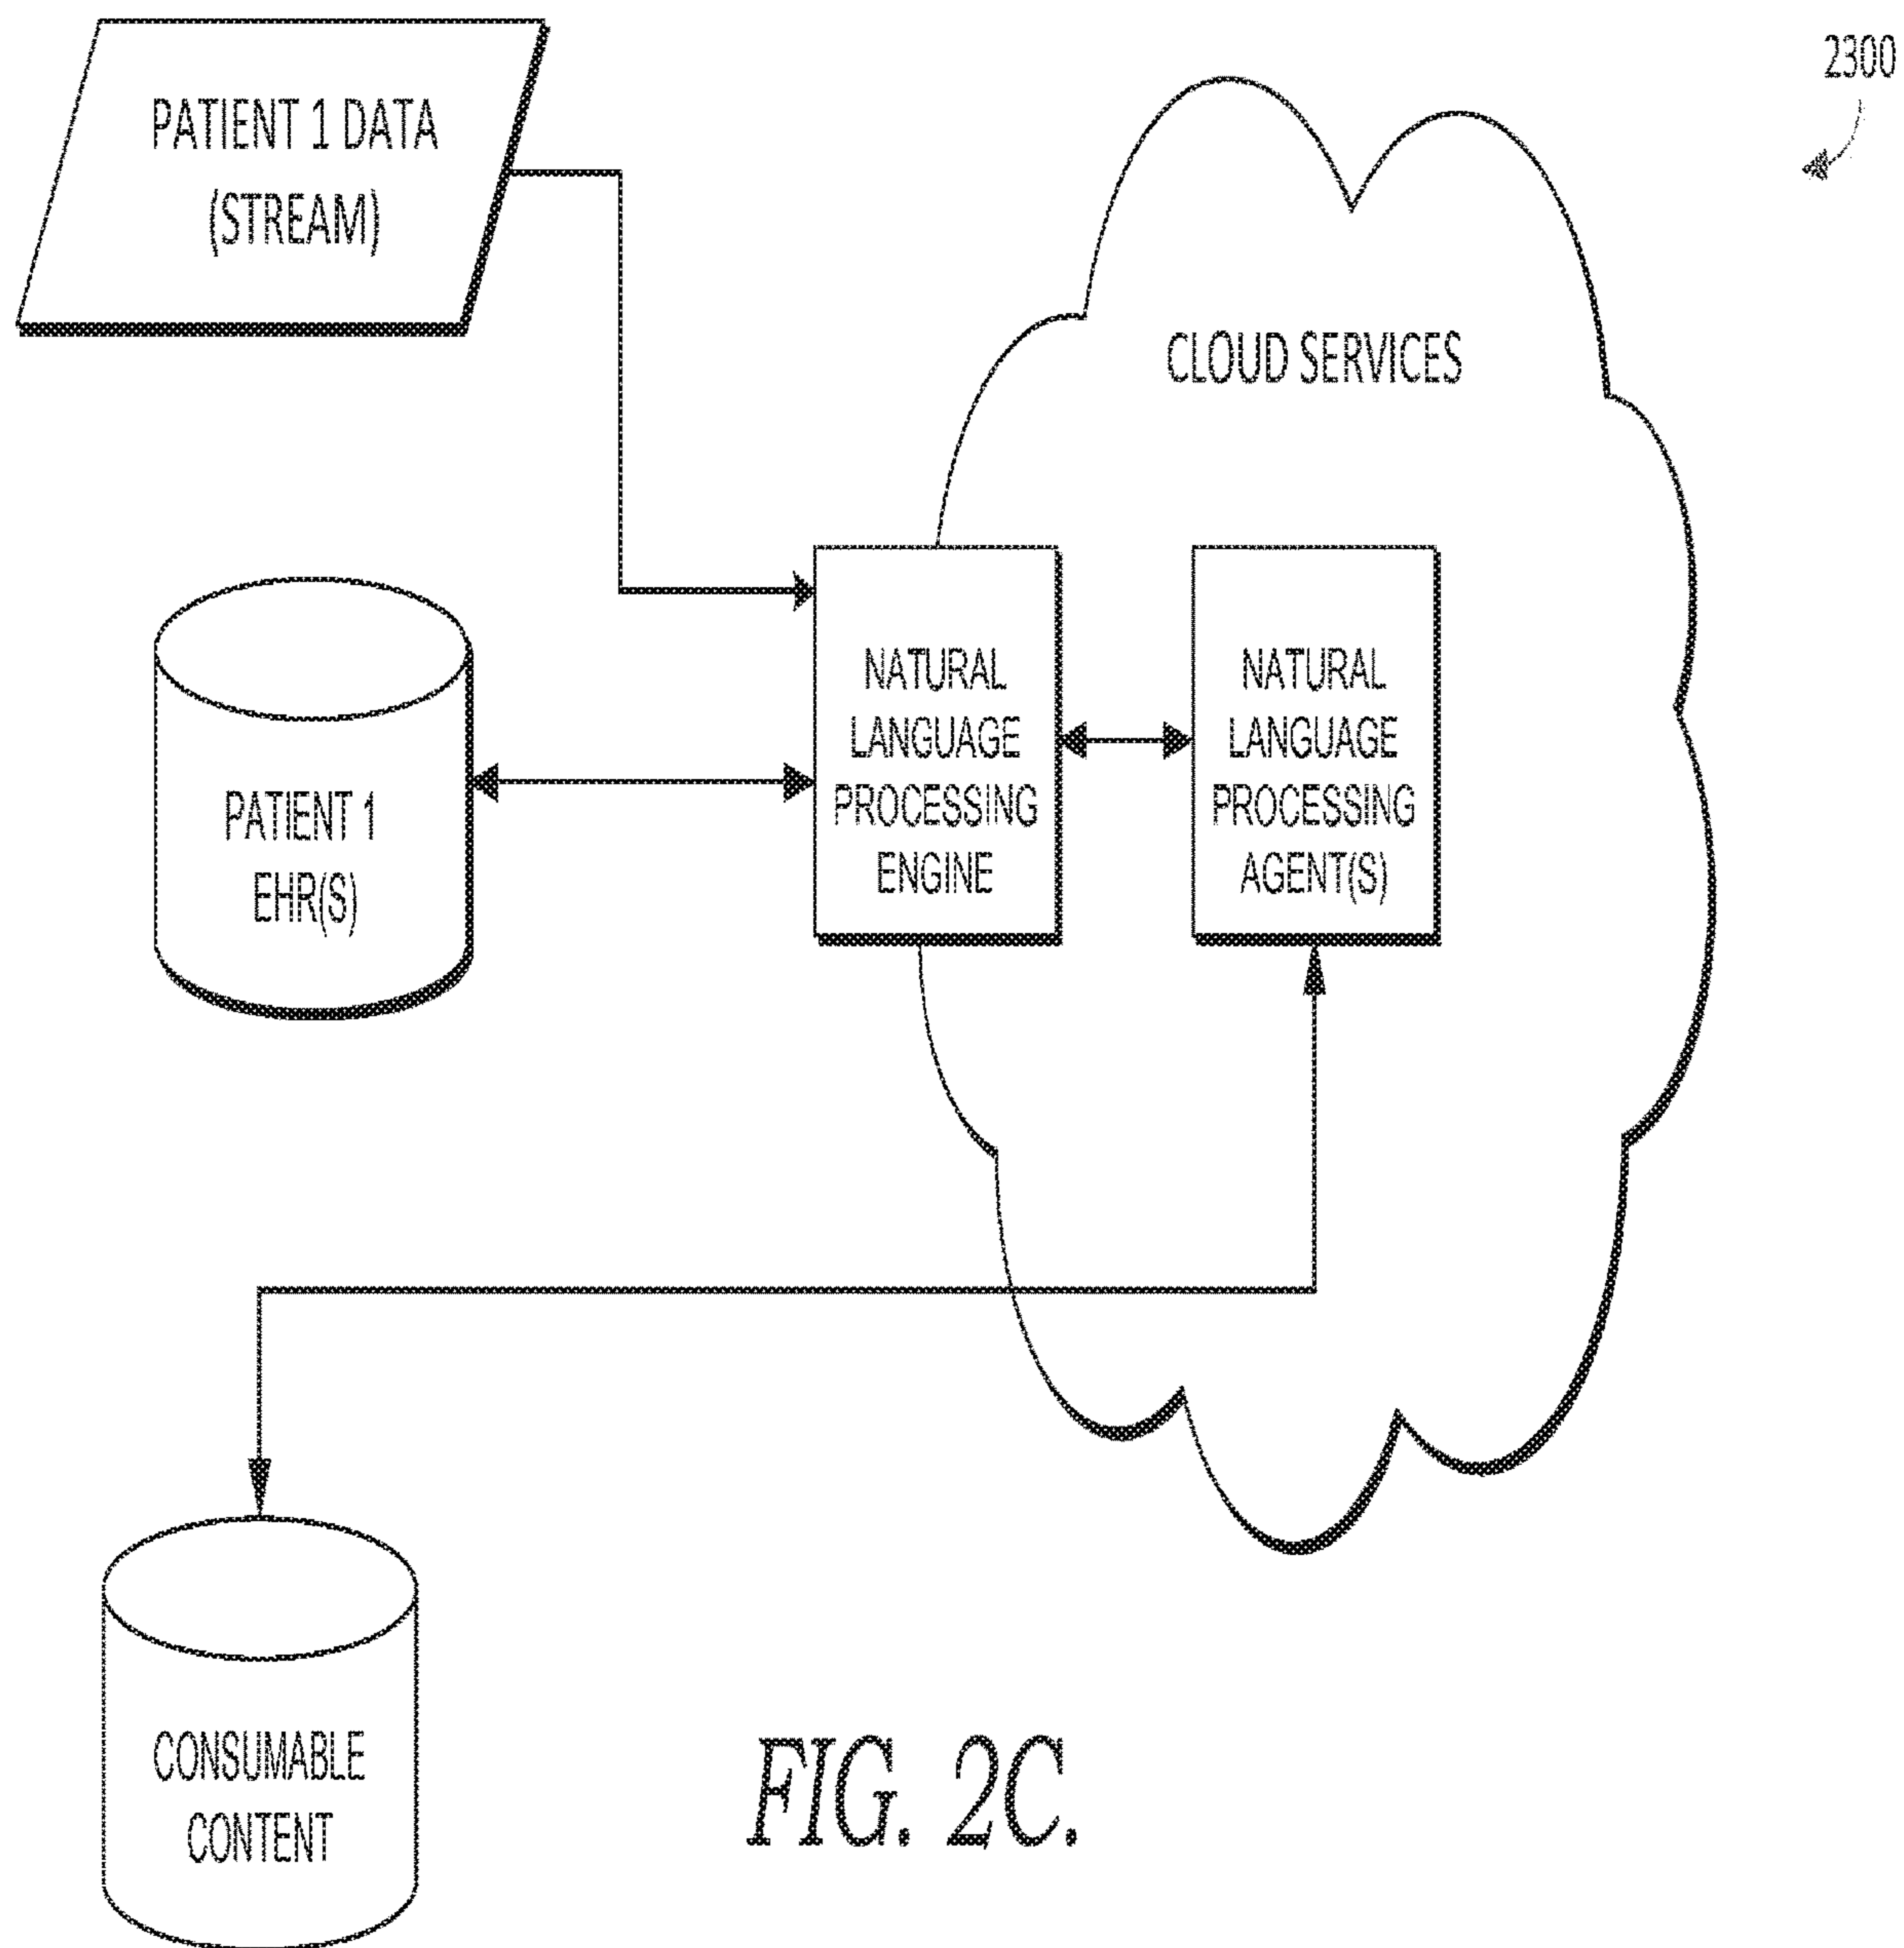 2300
PATIENT 1 DATA
(STREAM)
CLOUD SERVICES
NATURAL
LANGUAGE
PROCESSING
ENGINE
NATURAL
LANGUAGE
PROCESSING
AGENT(S)
PATIENT 1
EHR(S)
CONSUMABLE
CONTENT
FIG. 2C.